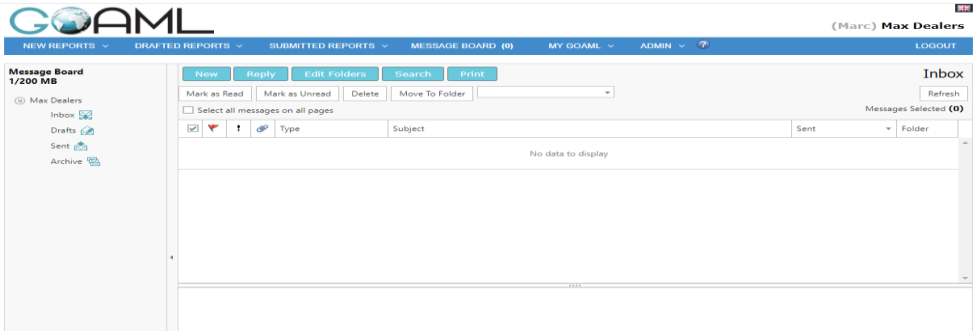 GOAML
(Marc) Max Dealers
NEW REPORTS DRAFTED REPORTS SUBMITTED REPORTS MESSAGE BOARD (0) MY GOAML ADMIN ? LOGOUT
Message Board
1/200 MB
Max Dealers
Inbox
Drafts
Sent
Archive
New Reply Edit Folders Search Print Inbox
Mark as Read Mark as Unread Delete Move To Folder Refresh
Select all messages on all pages Messages Selected (0)
! Type Subject Sent Folder
No data to display